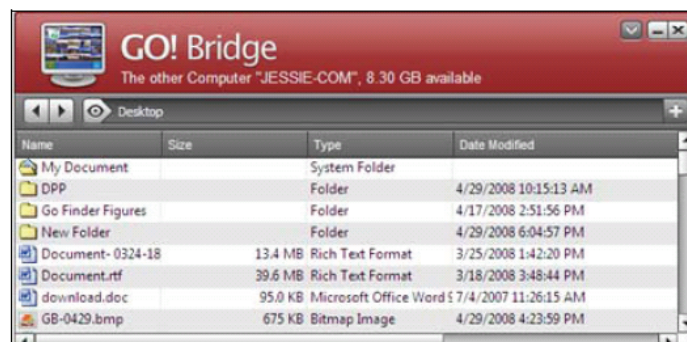 GO! Bridge
The other Computer "JESSIE-COM", 8.30 GB available
Desktop
Name Size Type Date Modified
My Document System Folder
DPP Folder 4/29/2008 10:15:13 AM
Go Finder Figures Folder 4/17/2008 2:51:56 PM
New Folder Folder 4/29/2008 6:04:57 PM
Document- 0324-18 13.4 MB Rich Text Format 3/25/2008 1:42:20 PM
Document.rtf 39.6 MB Rich Text Format 3/18/2008 3:48:44 PM
download.doc 95.0 KB Microsoft Office Word 9 7/4/2007 11:26:15 AM
GB-0429.bmp 675 KB Bitmap Image 4/29/2008 4:23:59 PM